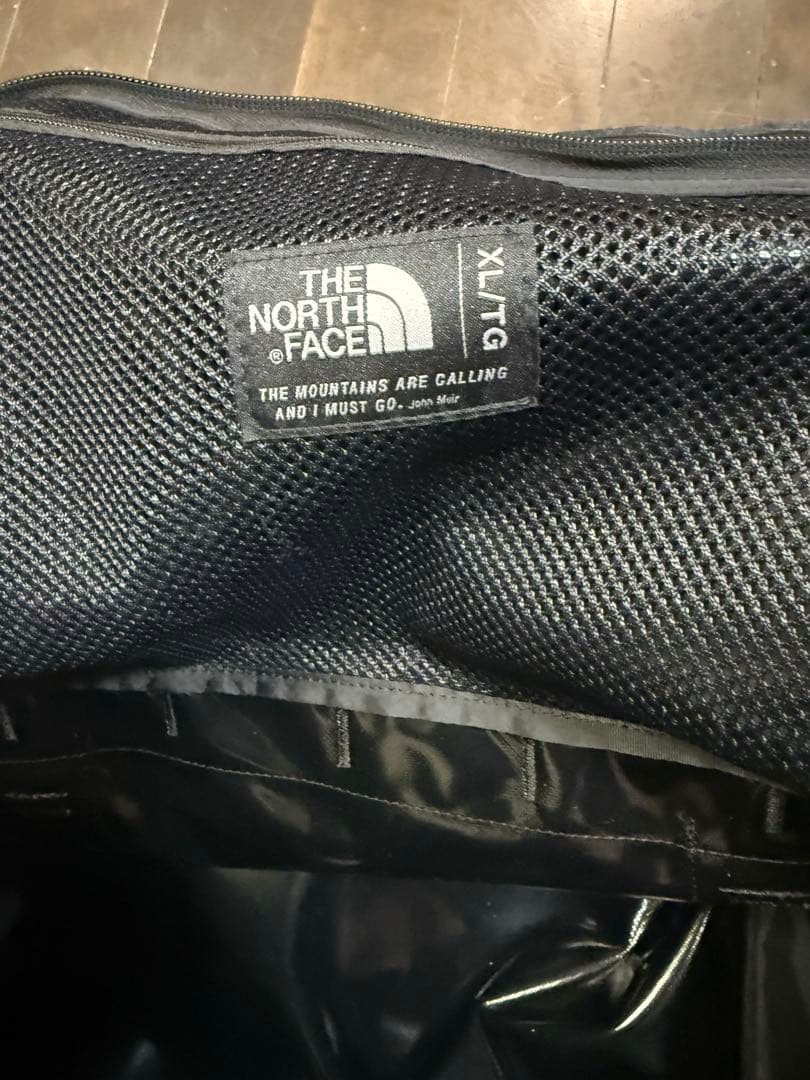 THE
NORTH
FACE®
XL/TG
THE MOUNTAINS ARE CALLING
AND I MUST GO. John Muir